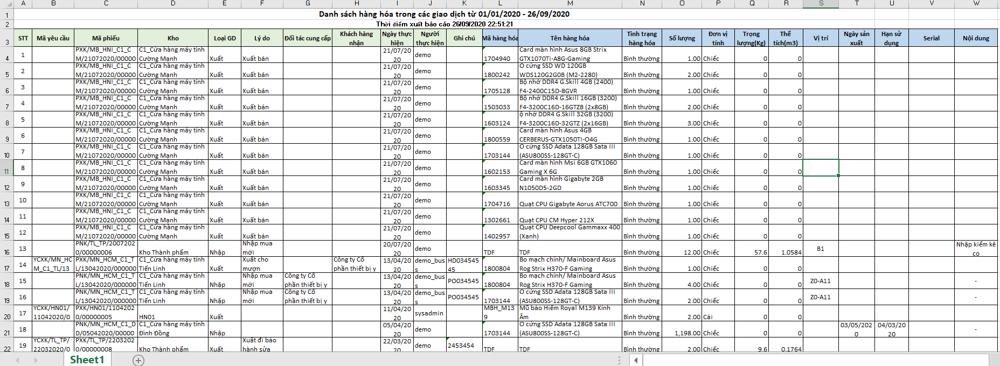 A B C D E F G H I J K L M N O P Q R S T U V W
1 Danh sách hàng hóa trong các giao dịch từ 01/01/2020 - 26/09/2020
2 Thời điểm xuất báo cáo 26/09/2020 22:51:21
3 STT Mã yêu cầu Mã phiếu Kho Loại GD Lý do Đối tác cung cấp Khách hàng nhận Ngày thực hiện Người thực hiện Ghi chú Mã hàng hóa Tên hàng hóa Tình trạng hàng hóa Số lượng Đơn vị tính Trọng lượng(Kg) Thể tích(m3) Vị trí Ngày sản xuất Hạn sử dụng Serial Nội dung
4 1 PXK/MB_HNI_C1_CM/21072020/00000 C1_Cửa hàng máy tính Cường Mạnh Xuất Xuất bán 21/07/2020 demo 1704940 Card màn hình Asus 8GB Strix GTX1070Ti-A8G-Gaming Bình thường 1.00 Chiếc 0 0
5 2 PXK/MB_HNI_C1_CM/21072020/00000 C1_Cửa hàng máy tính Cường Mạnh Xuất Xuất bán 21/07/2020 demo 1800242 Ổ cứng SSD WD 120GB WDS120G2G0B (M2-2280) Bình thường 2.00 Chiếc 0 0
6 3 PXK/MB_HNI_C1_CM/21072020/00000 C1_Cửa hàng máy tính Cường Mạnh Xuất Xuất bán 21/07/2020 demo 1705128 Bộ nhớ DDR4 G.Skill 4GB (2400) F4-2400C15D-8GVR Bình thường 1.00 Chiếc 0 0
7 4 PXK/MB_HNI_C1_CM/21072020/00000 C1_Cửa hàng máy tính Cường Mạnh Xuất Xuất bán 21/07/2020 demo 1503033 Bộ nhớ DDR4 G.Skill 16GB (3200) F4-3200C16D-16GTZB (2x8GB) Bình thường 2.00 Chiếc 0 0
8 5 PXK/MB_HNI_C1_CM/21072020/00000 C1_Cửa hàng máy tính Cường Mạnh Xuất Xuất bán 21/07/2020 demo 1603124 ộ nhớ DDR4 G.Skill 32GB (3200) F4-3200C16D-32GTZ (2x16GB) Bình thường 3.00 Chiếc 0 0
9 6 PXK/MB_HNI_C1_CM/21072020/00000 C1_Cửa hàng máy tính Cường Mạnh Xuất Xuất bán 21/07/2020 demo 1800559 Card màn hình Asus 4GB CERBERUS-GTX1050TI-O4G Bình thường 1.00 Chiếc 0 0
10 7 PXK/MB_HNI_C1_CM/21072020/00000 C1_Cửa hàng máy tính Cường Mạnh Xuất Xuất bán 21/07/2020 demo 1703144 Ổ cứng SSD Adata 128GB Sata III (ASU800SS-128GT-C) Bình thường 1.00 Chiếc 0 0
11 8 PXK/MB_HNI_C1_CM/21072020/00000 C1_Cửa hàng máy tính Cường Mạnh Xuất Xuất bán 21/07/2020 demo 1602153 Card màn hình Msi 6GB GTX1060 Gaming X 6G Bình thường 1.00 Chiếc 0 0
12 9 PXK/MB_HNI_C1_CM/21072020/00000 C1_Cửa hàng máy tính Cường Mạnh Xuất Xuất bán 21/07/2020 demo 1603345 Card màn hình Gigabyte 2GB N1050D5-2GD Bình thường 1.00 Chiếc 0 0
13 10 PXK/MB_HNI_C1_CM/21072020/00000 C1_Cửa hàng máy tính Cường Mạnh Xuất Xuất bán 21/07/2020 demo 1704716 Quạt CPU Gigabyte Aorus ATC700 Bình thường 1.00 Chiếc 0 0
14 11 PXK/MB_HNI_C1_CM/21072020/00000 C1_Cửa hàng máy tính Cường Mạnh Xuất Xuất bán 21/07/2020 demo 1302661 Quạt CPU CM Hyper 212X Bình thường 1.00 Chiếc 0 0
15 12 PXK/MB_HNI_C1_CM/21072020/00000 C1_Cửa hàng máy tính Cường Mạnh Xuất Xuất bán 21/07/2020 demo 1402957 Quạt CPU Deepcool Gammaxx 400 (Xanh) Bình thường 1.00 Chiếc 0 0
16 13 PNK/TL_TP/20072020/00000006 Kho Thành phẩm Nhập Nhập mua mới 20/07/2020 demo TDF TDF Bình thường 12.00 Chiếc 57.6 1.0584 B1 Nhập kiểm kê co
17 14 YCXK/MN_HCM_C1_TL/13 PXK/MN_HCM_C1_TL/13042020/000000 C1_Cửa hàng máy tính Tiến Linh Xuất Xuất cho mượn Công ty Cổ phần thiết bị y 13/04/2020 demo_buss HD03454545 1800804 Bo mạch chính/ Mainboard Asus Rog Strix H370-F Gaming Bình thường 1.00 Chiếc 0 0
18 15 PNK/MN_HCM_C1_TL/13042020/000000 C1_Cửa hàng máy tính Tiến Linh Nhập Nhập mua mới Công ty Cổ phần thiết bị y 13/04/2020 demo_buss PO034545 1800804 Bo mạch chính/ Mainboard Asus Rog Strix H370-F Gaming Bình thường 4.00 Chiếc 0 0 Z0-A11 -
19 16 PNK/MN_HCM_C1_TL/13042020/000000 C1_Cửa hàng máy tính Tiến Linh Nhập Nhập mua mới Công ty Cổ phần thiết bị y 13/04/2020 demo_buss PO034545 1703144 Ổ cứng SSD Adata 128GB Sata III (ASU800SS-128GT-C) Bình thường 2.00 Chiếc 0 0 Z0-A11 -
20 17 YCXK/HN01/11042020/0 PXK/HN01/11042020/00000005 HN01 Xuất 11/04/2020 sysadmin MBH_M139 Mũ bảo Hiểm Royal M139 Kính Âm Bình thường 2.00 Cái 0 0
21 18 PNK/MN_HCM_C1_DD/05042020/00000 C1_Cửa hàng máy tính Đình Đồng Nhập 05/04/2020 demo 1703144 Ổ cứng SSD Adata 128GB Sata III (ASU800SS-128GT-C) Bình thường 1,198.00 Chiếc 0 0 03/05/2020 04/03/2020 -
22 19 YCXK/TL_TP/22032020/0 PXK/TL_TP/22032020/00000008 Kho Thành phẩm Xuất Xuất đi bảo hành sửa 22/03/2020 demo 2453454 TDF TDF Bình thường 2.00 Chiếc 9.6 0.1764
Sheet1